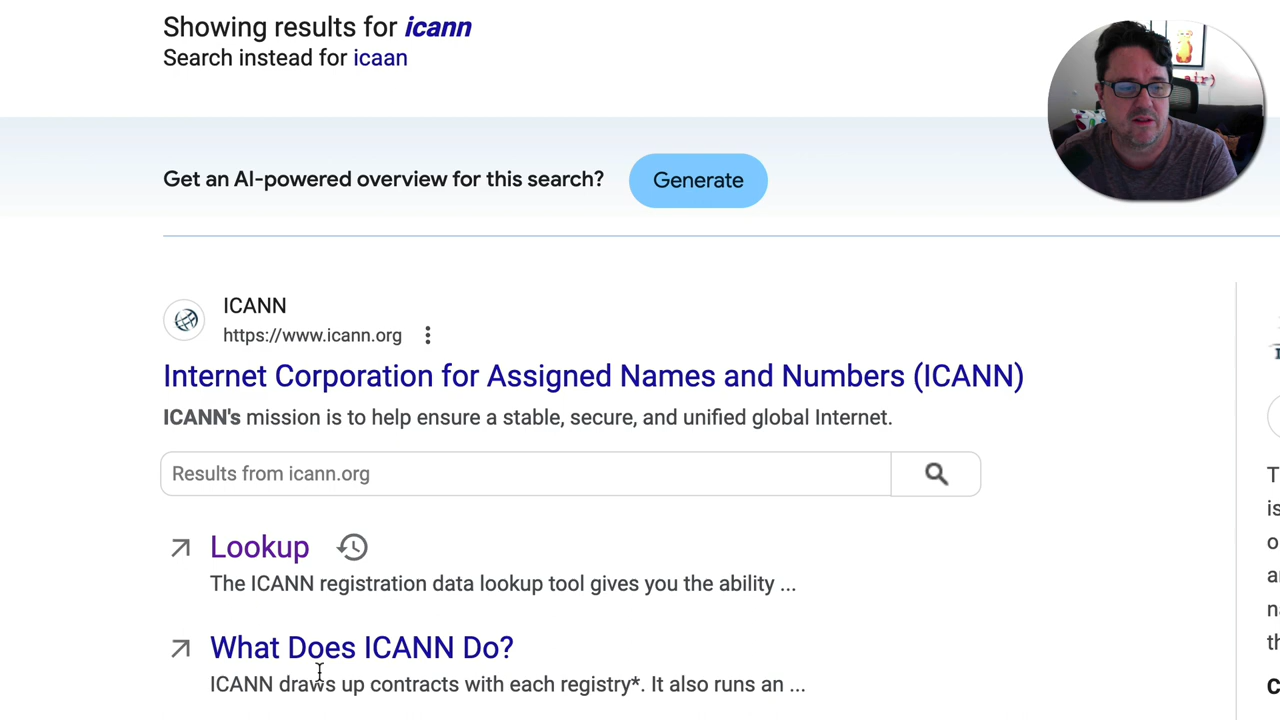 Showing results for icann
Search instead for icaan
air)
Get an AI-powered overview for this search?
Generate
ICANN
https://www.icann.org
Internet Corporation for Assigned Names and Numbers (ICANN)
ICANN's mission is to help ensure a stable, secure, and unified global Internet.
Results from icann.org
Lookup
The ICANN registration data lookup tool gives you the ability ...
What Does ICANN Do?
ICANN draws up contracts with each registry*. It also runs an ...